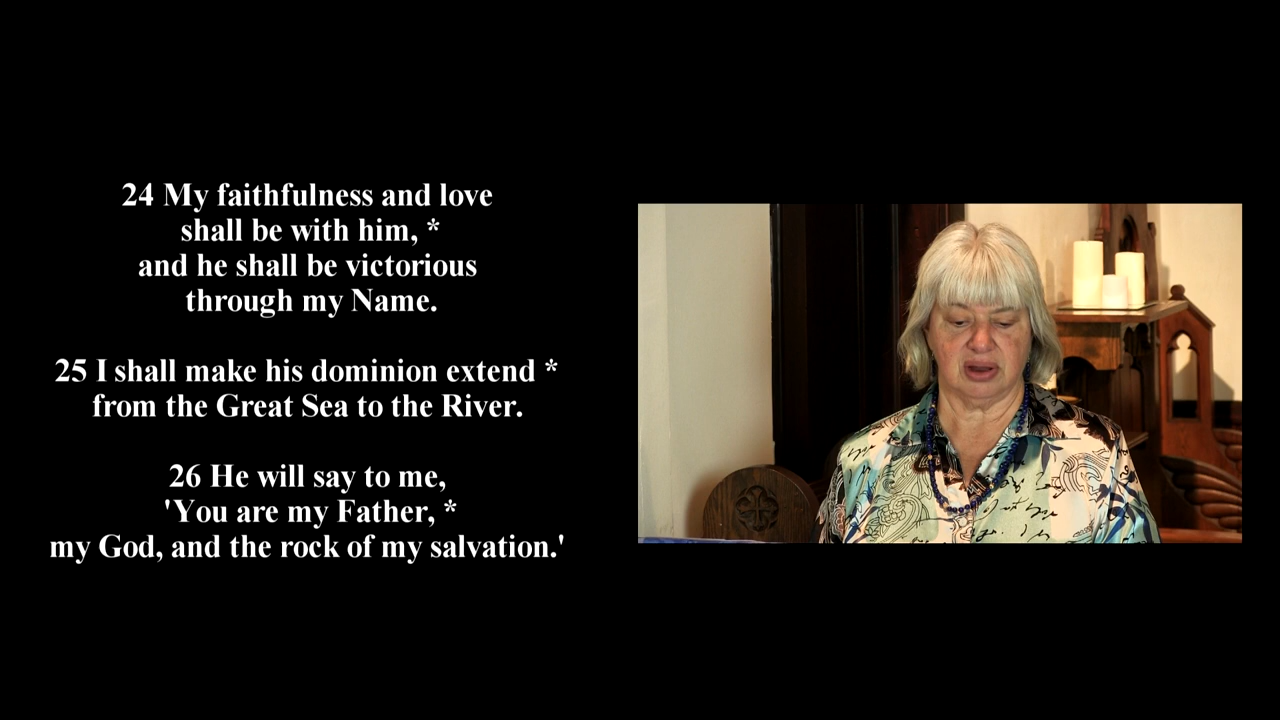 24 My faithfulness and love
shall be with him, *
and he shall be victorious
through my Name.
25 I shall make his dominion extend *
from the Great Sea to the River.
26 He will say to me,
'You are my Father, *
my God, and the rock of my salvation.'